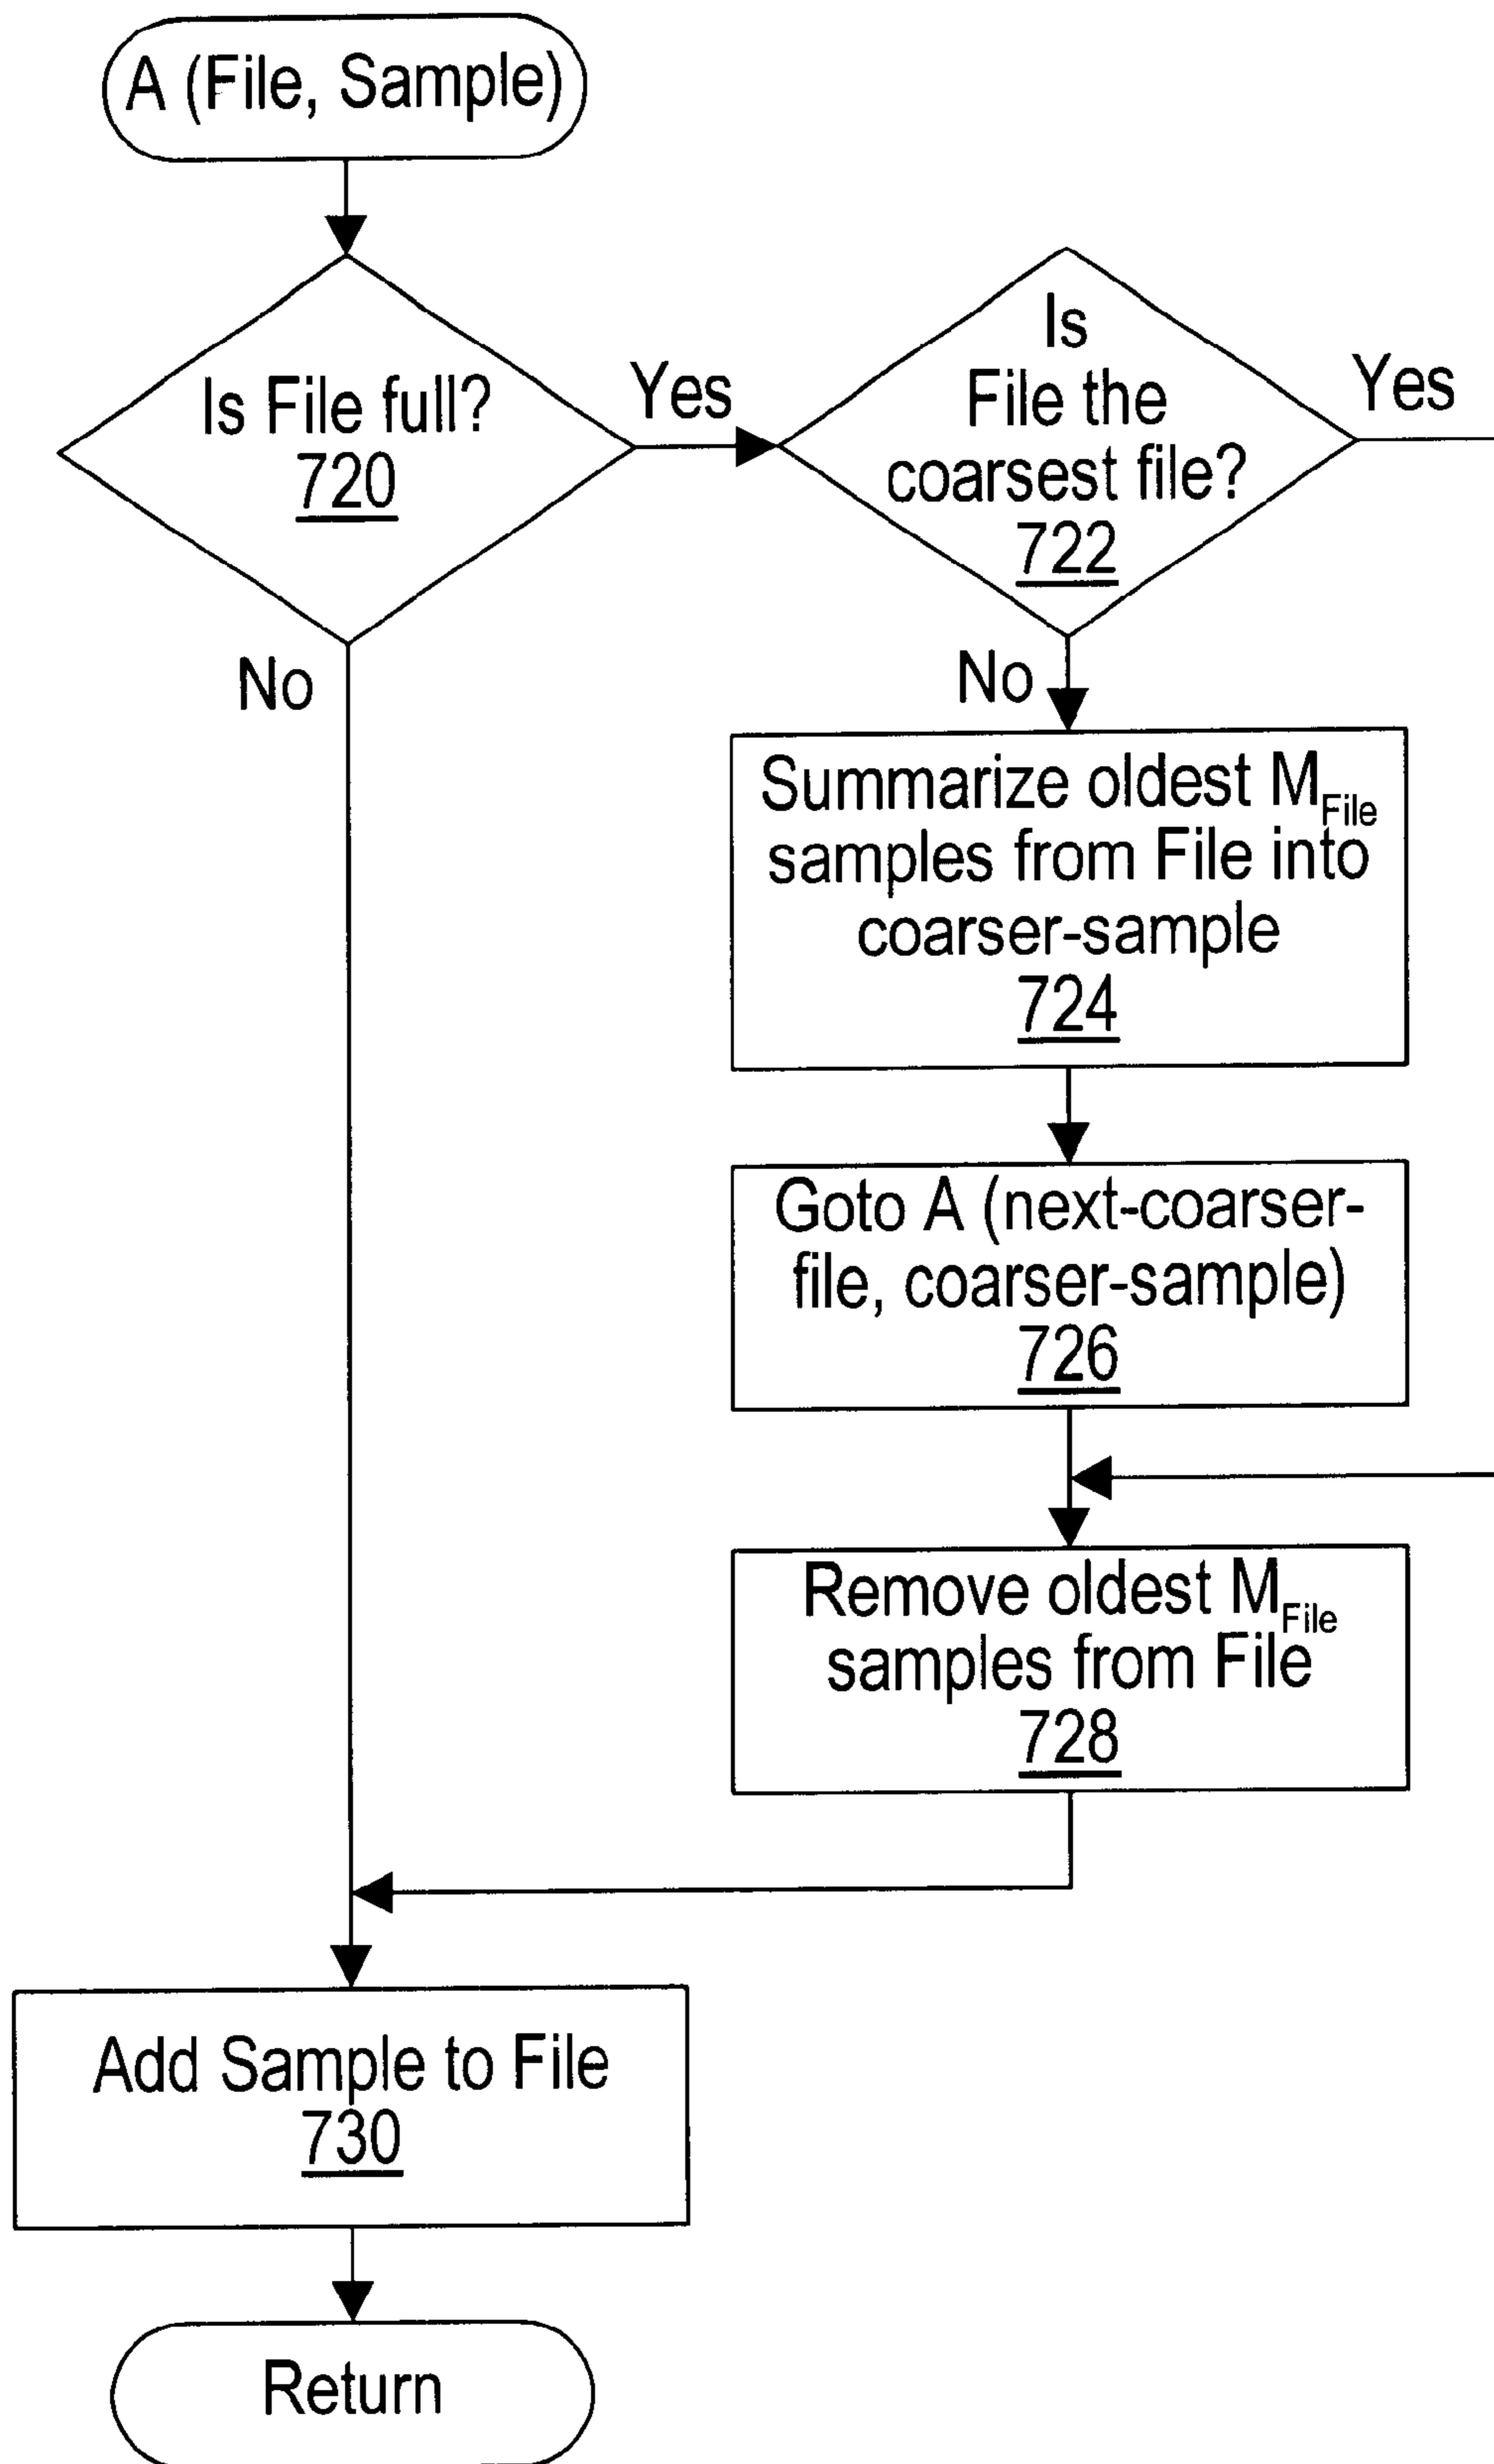 A (File, Sample)
Is File full?
720
Yes
No
Is
File the
coarsest file?
722
Yes
No
Summarize oldest M_File
samples from File into
coarser-sample
724
Goto A (next-coarser-
file, coarser-sample)
726
Remove oldest M_File
samples from File
728
Add Sample to File
730
Return